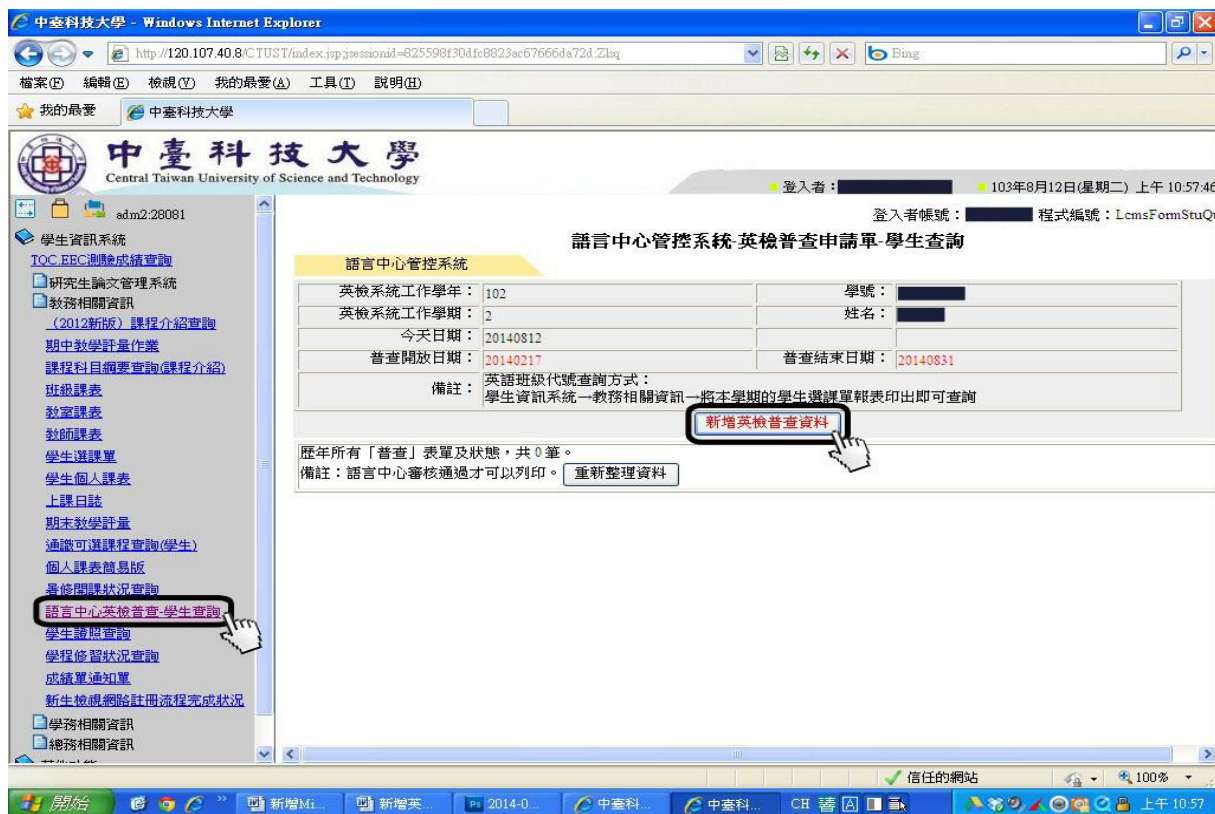 中臺科技大學 - Windows Internet Explorer
http://120.107.40.8/CTUST/index.jsp;jsessionid=825598f30dfc8823ac67666da72d.Zlsq
Bing
檔案(F) 編輯(E) 檢視(V) 我的最愛(A) 工具(T) 說明(H)
我的最愛 中臺科技大學
中臺科技大學
Central Taiwan University of Science and Technology
登入者： 103年8月12日(星期二) 上午 10:57:46
adm2:28081
登入者帳號： 程式編號：LcmsFormStuQu
學生資訊系統
TOC.EEC測驗成績查詢
研究生論文管理系統
教務相關資訊
（2012新版）課程介紹查詢
期中教學評量作業
課程科目綱要查詢(課程介紹)
班級課表
教室課表
教師課表
學生選課單
學生個人課表
上課日誌
期末教學評量
通識可選課程查詢(學生)
個人課表簡易版
暑修開課狀況查詢
語言中心英檢普查-學生查詢
學生證照查詢
學程修習狀況查詢
成績單通知單
新生檢視網路註冊流程完成狀況
學務相關資訊
總務相關資訊
語言中心管控系統-英檢普查申請單-學生查詢
語言中心管控系統
英檢系統工作學年： 102 學號：
英檢系統工作學期： 2 姓名：
今天日期： 20140812
普查開放日期： 20140217 普查結束日期： 20140831
備註： 英語班級代號查詢方式：
學生資訊系統→教務相關資訊→將本學期的學生選課單報表印出即可查詢
新增英檢普查資料
歷年所有「普查」表單及狀態，共 0 筆。
備註：語言中心審核通過才可以列印。 重新整理資料
信任的網站 100%
開始 新增Mi... 新增英... 2014-0... 中臺科... 中臺科... CH 上午 10:57